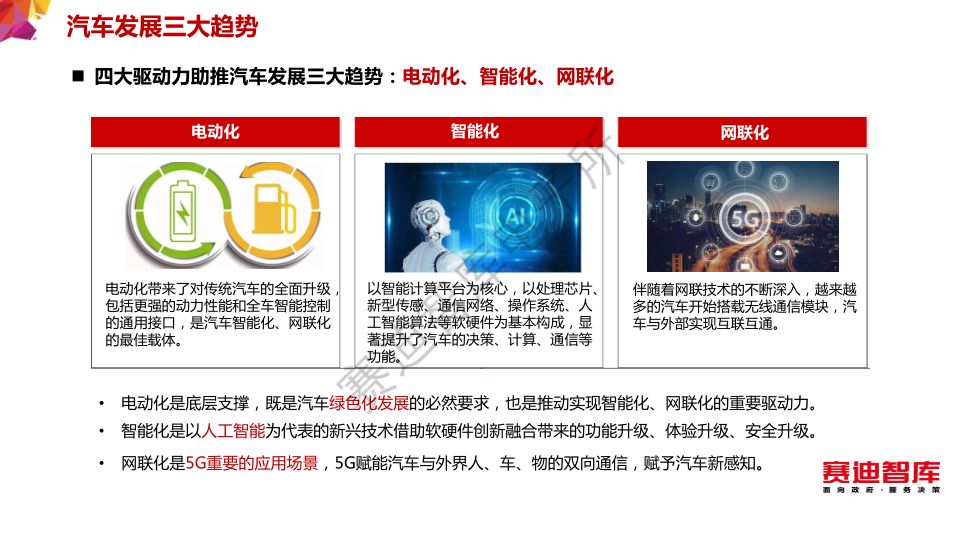 汽车发展三大趋势
■ 四大驱动力助推汽车发展三大趋势：电动化、智能化、网联化
电动化
智能化
网联化
AI
5G
电动化带来了对传统汽车的全面升级，
包括更强的动力性能和全车智能控制
的通用接口，是汽车智能化、网联化
的最佳载体。
以智能计算平台为核心，以处理芯片、
新型传感、通信网络、操作系统、人
工智能算法等软硬件为基本构成，显
著提升了汽车的决策、计算、通信等
功能。
伴随着网联技术的不断深入，越来越
多的汽车开始搭载无线通信模块，汽
车与外部实现互联互通。
• 电动化是底层支撑，既是汽车绿色化发展的必然要求，也是推动实现智能化、网联化的重要驱动力。
• 智能化是以人工智能为代表的新兴技术借助软硬件创新融合带来的功能升级、体验升级、安全升级。
• 网联化是5G重要的应用场景，5G赋能汽车与外界人、车、物的双向通信，赋予汽车新感知。
赛迪智库
面向政府·服务决策